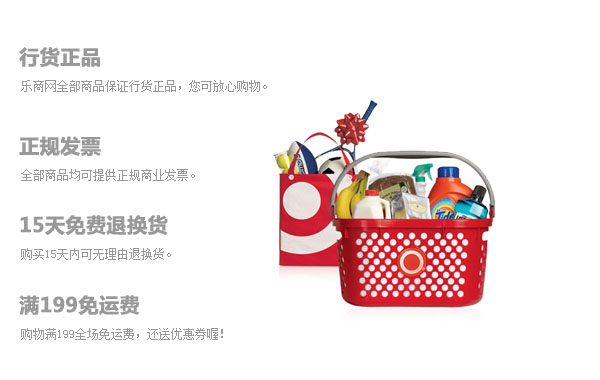 行货正品
乐商网全部商品保证行货正品，您可放心购物。
正规发票
全部商品均可提供正规商业发票。
15天免费退换货
购买15天内可无理由退换货。
满199免运费
购物满199全场免运费，还送优惠券喔！
Tide